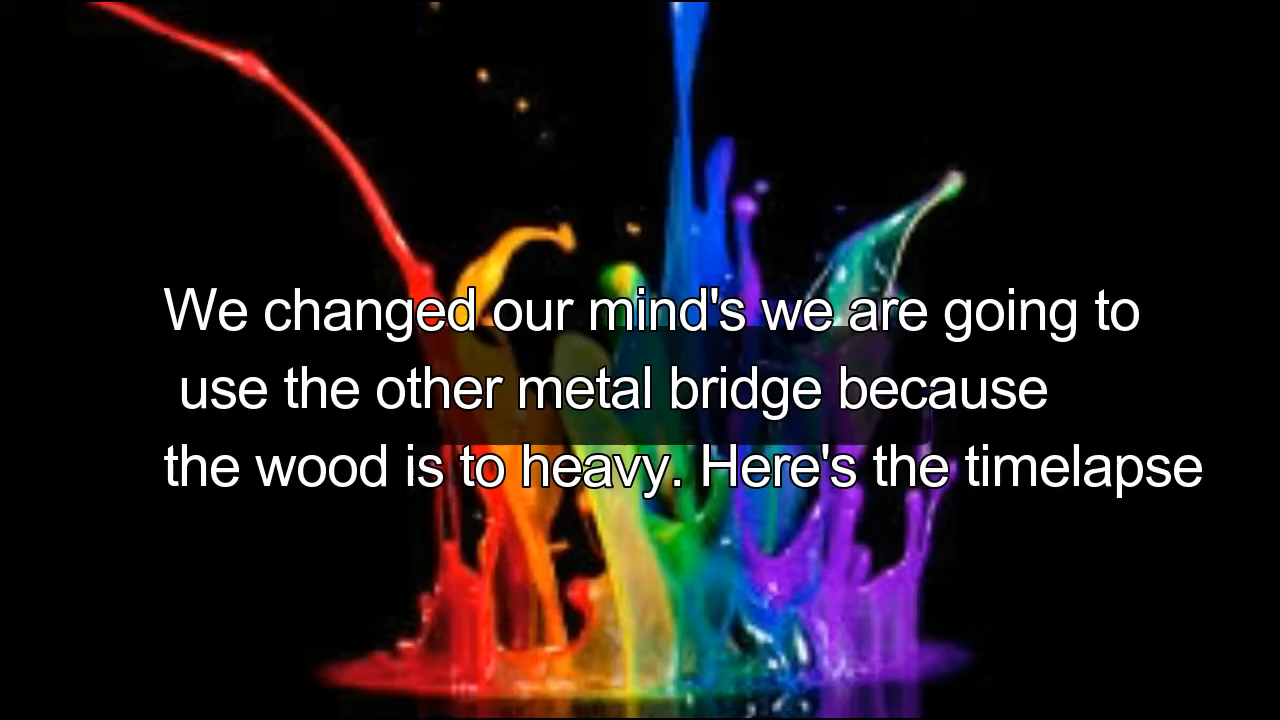 We changed our mind's we are going to
use the other metal bridge because
the wood is to heavy. Here's the timelapse